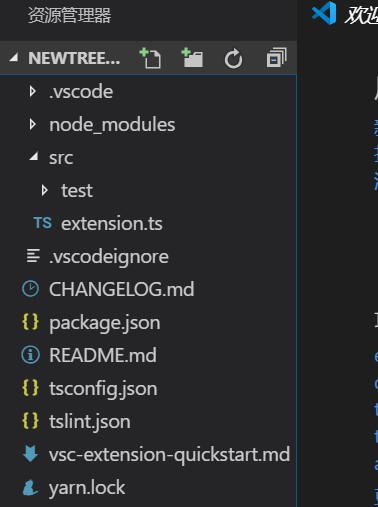 资源管理器
欢迎
NEWTREE...
.vscode
node_modules
src
test
TS extension.ts
.vscodeignore
CHANGELOG.md
{} package.json
README.md
{} tsconfig.json
{} tslint.json
vsc-extension-quickstart.md
yarn.lock